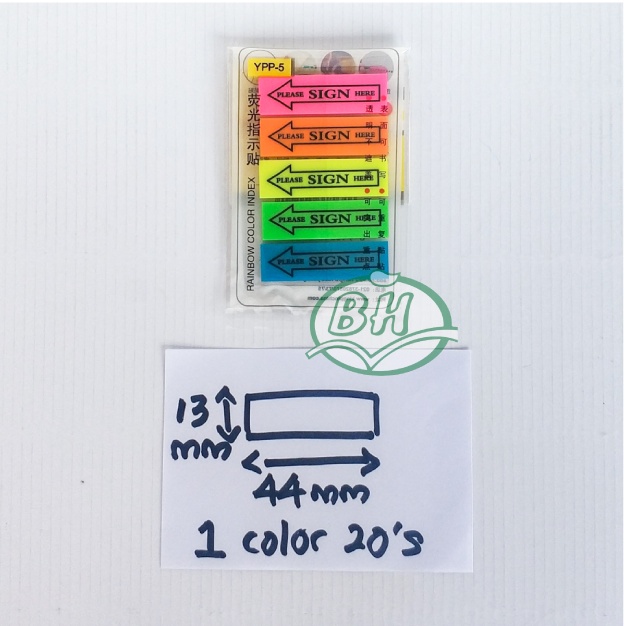 YPP-5
荧光指示贴
RAINBOW COLOR INDEX
PLEASE SIGN HERE
PLEASE SIGN HERE
PLEASE SIGN HERE
PLEASE SIGN HERE
PLEASE SIGN HERE
BH
13
mm
44mm
1 color 20's